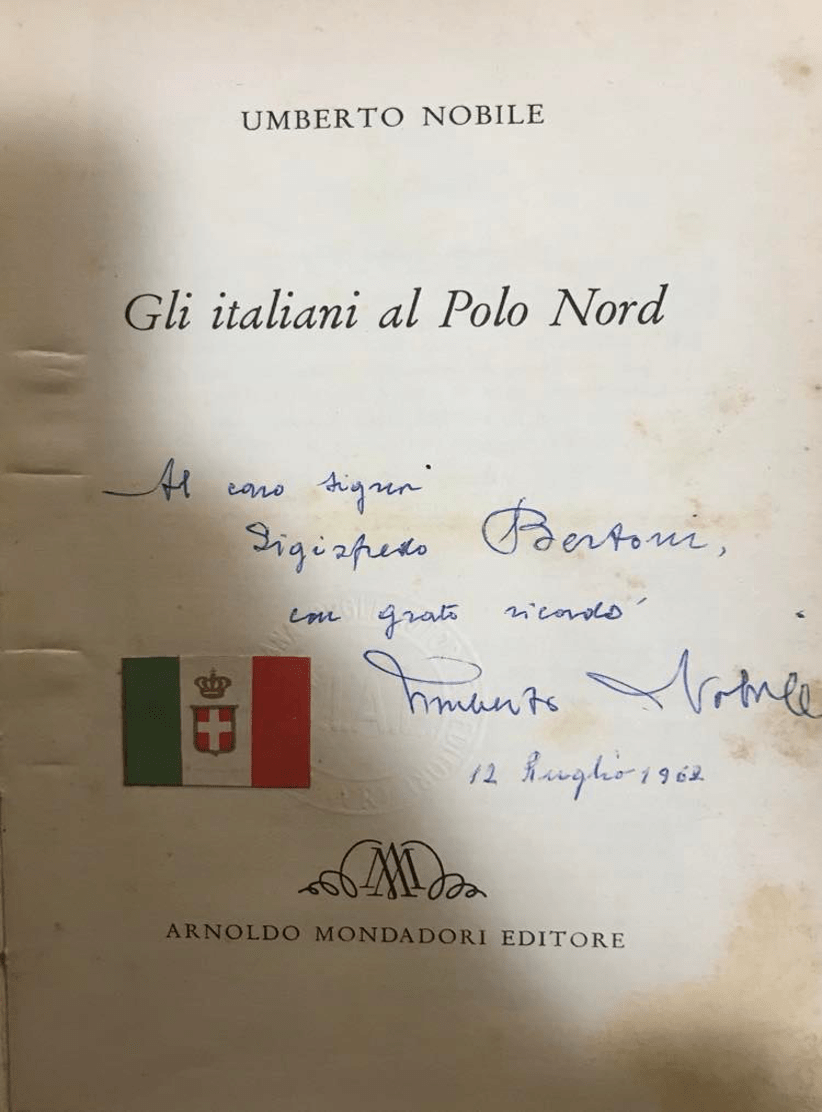 UMBERTO NOBILE
Gli italiani al Polo Nord
Al caro signor
Sigisfredo Bertoni,
con grato ricordo
Umberto Nobile
12 Luglio 1962
ARNOLDO MONDADORI EDITORE